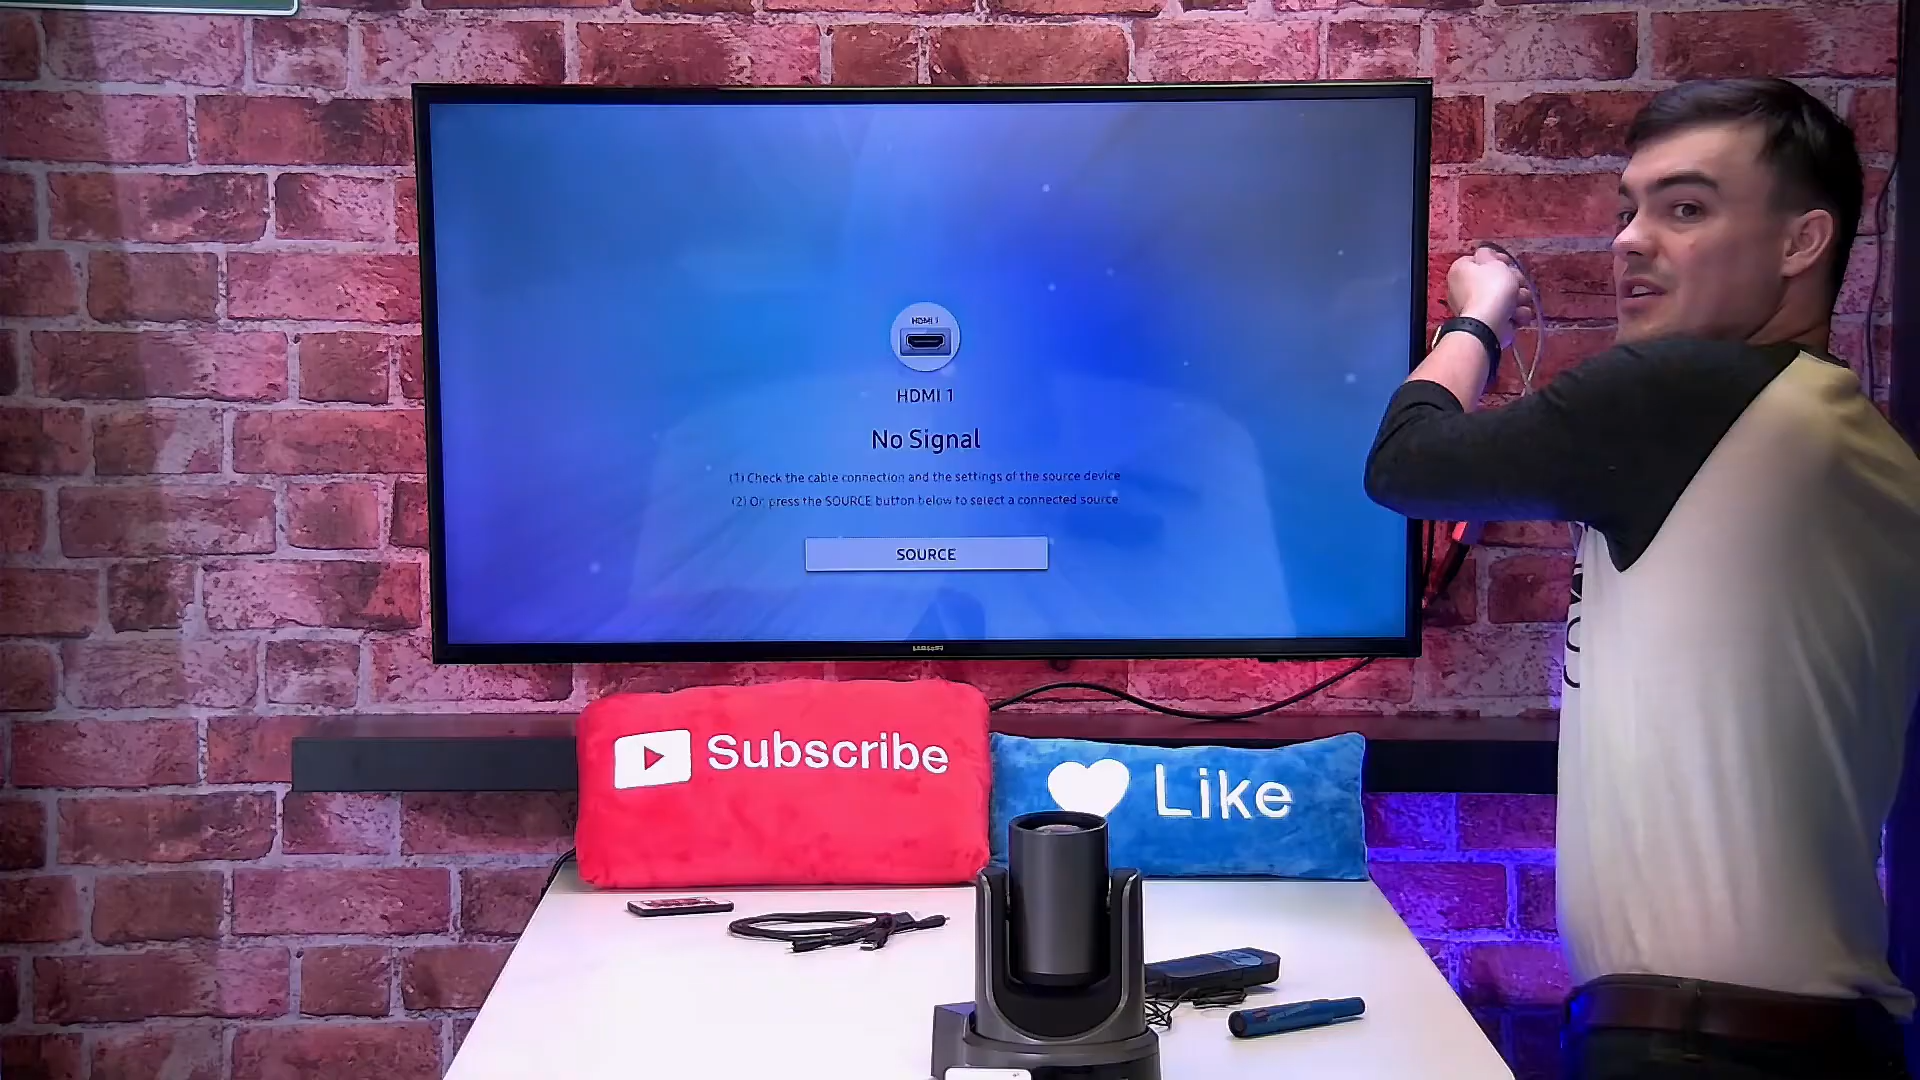 HDMI 1
HDMI 1
No Signal
(1) Check the cable connection and the settings of the source device
(2) Or press the SOURCE button below to select a connected source
SOURCE
SAMSUNG
Subscribe
Like